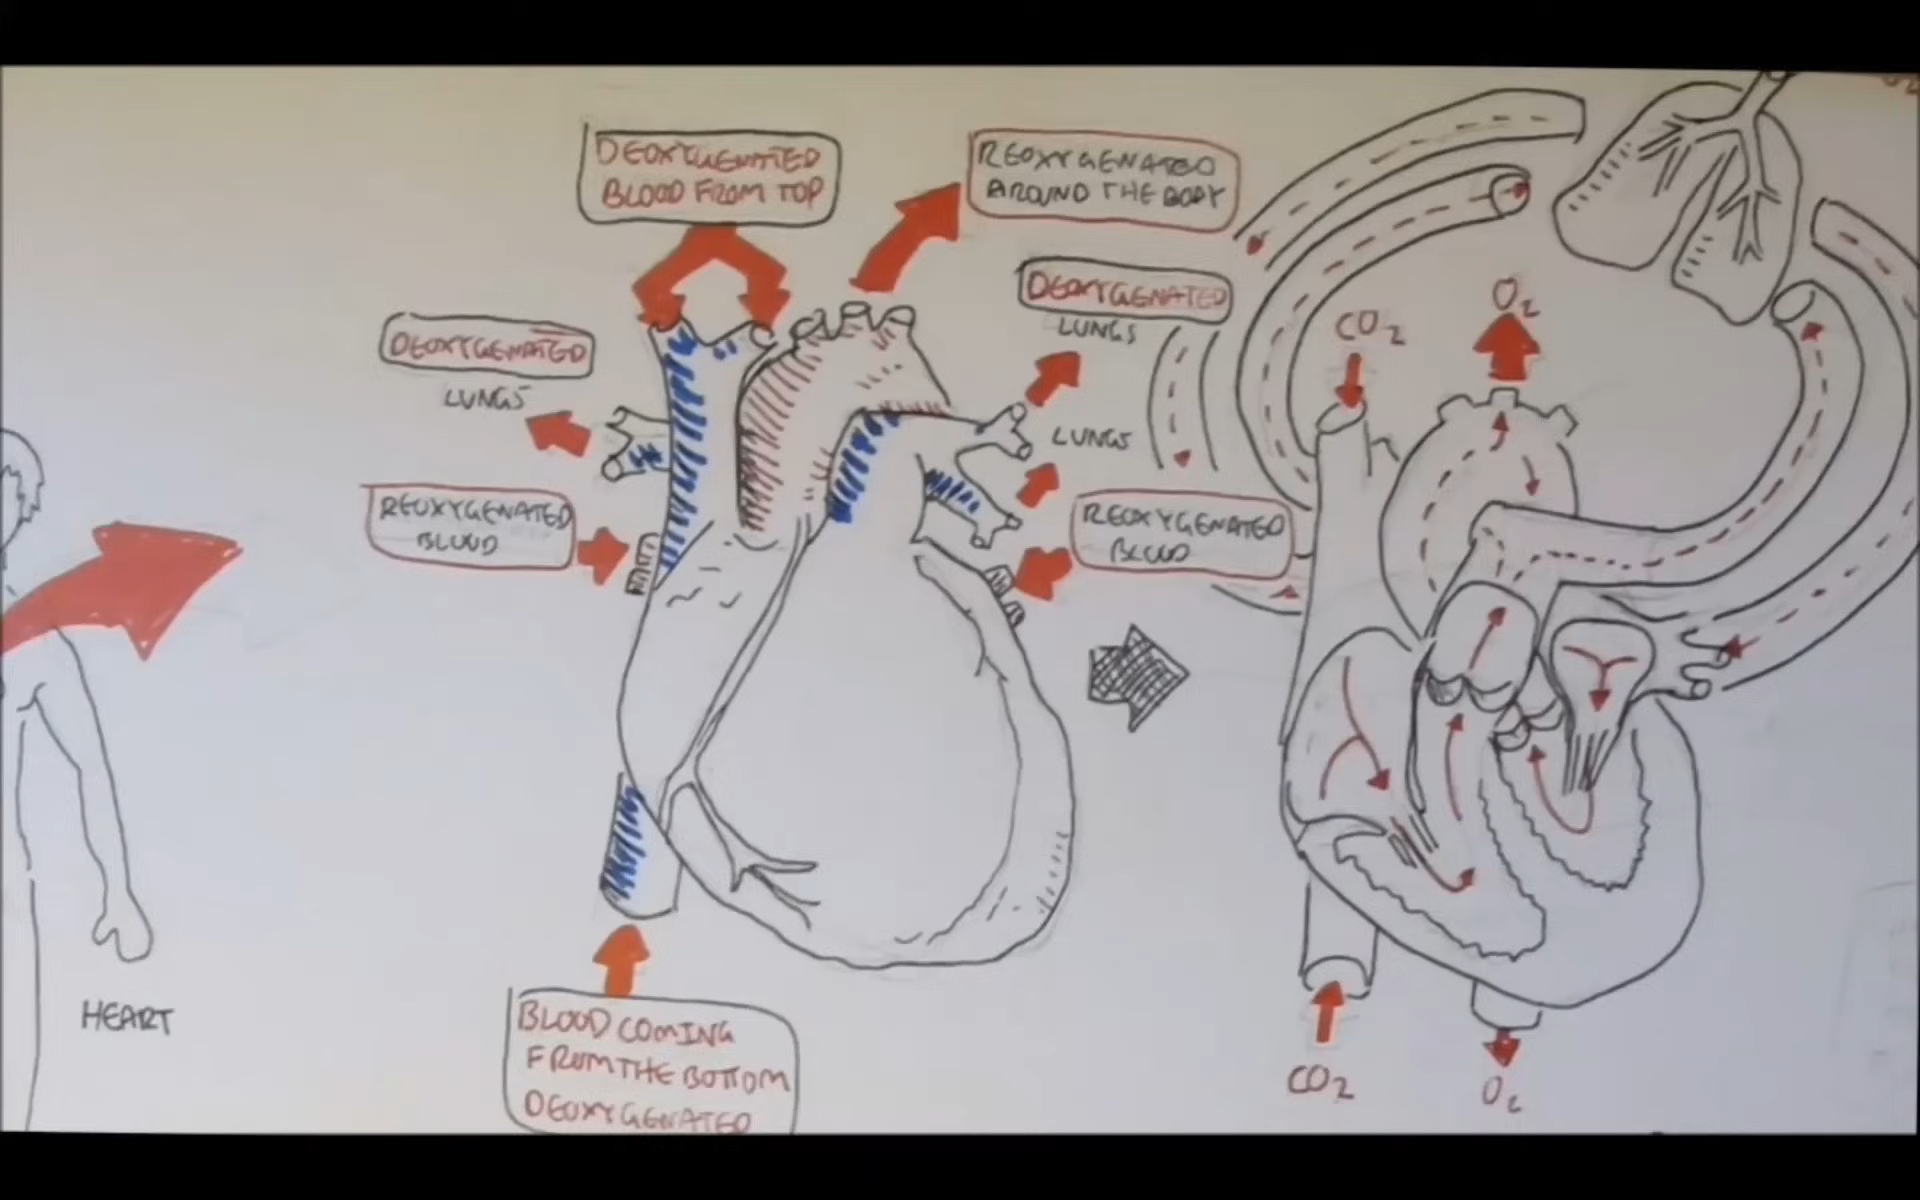 DEOXYGENATED
BLOOD FROM TOP
REOXYGENATED
AROUND THE BODY
DEOXYGENATED
LUNGS
DEOXYGENATED
LUNGS
LUNGS
REOXYGENATED
BLOOD
REOXYGENATED
BLOOD
CO2
O2
HEART
BLOOD COMING
FROM THE BOTTOM
DEOXYGENATED
CO2
O2